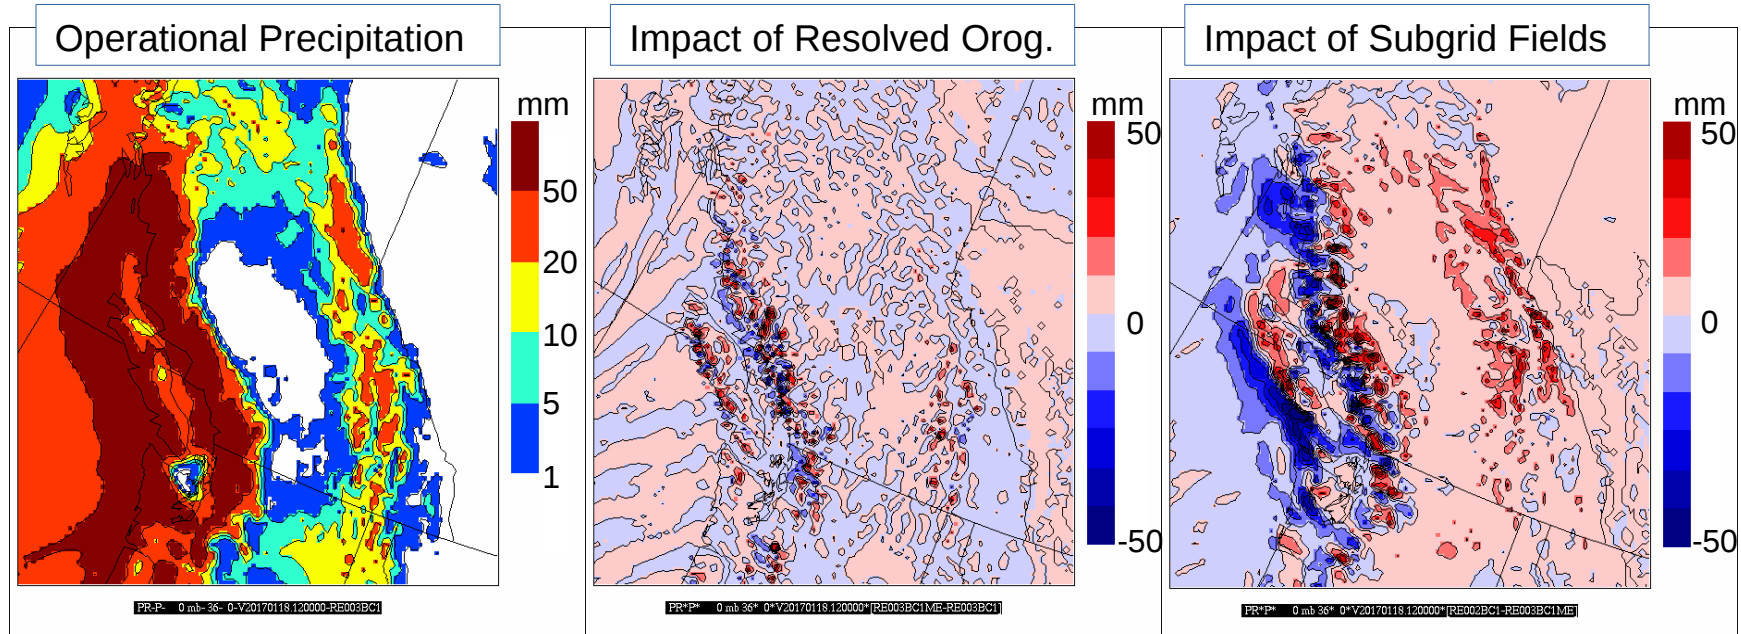 Operational Precipitation
Impact of Resolved Orog.
Impact of Subgrid Fields
mm
50
20
10
5
1
mm
50
0
-50
mm
50
0
-50
PR-P- 0 mb- 36- 0-V20170118.120000-RE003BC1
PR*P* 0 mb 36* 0*V20170118.120000*[RE003BC1ME-RE003BC1]
PR*P* 0 mb 36* 0*V20170118.120000*[RE002BC1-RE003BC1ME]